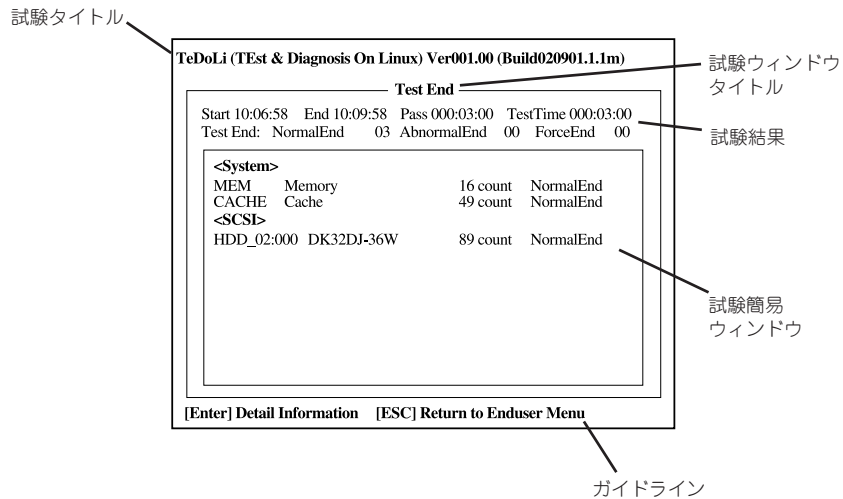 試験タイトル
TeDoLi (TEst & Diagnosis On Linux) Ver001.00 (Build020901.1.1m)
試験ウィンドウ
タイトル
Test End
Start 10:06:58 End 10:09:58 Pass 000:03:00 TestTime 000:03:00
Test End: NormalEnd 03 AbnormalEnd 00 ForceEnd 00
試験結果
<System>
MEM Memory 16 count NormalEnd
CACHE Cache 49 count NormalEnd
<SCSI>
HDD_02:000 DK32DJ-36W 89 count NormalEnd
試験簡易
ウィンドウ
[Enter] Detail Information [ESC] Return to Enduser Menu
ガイドライン